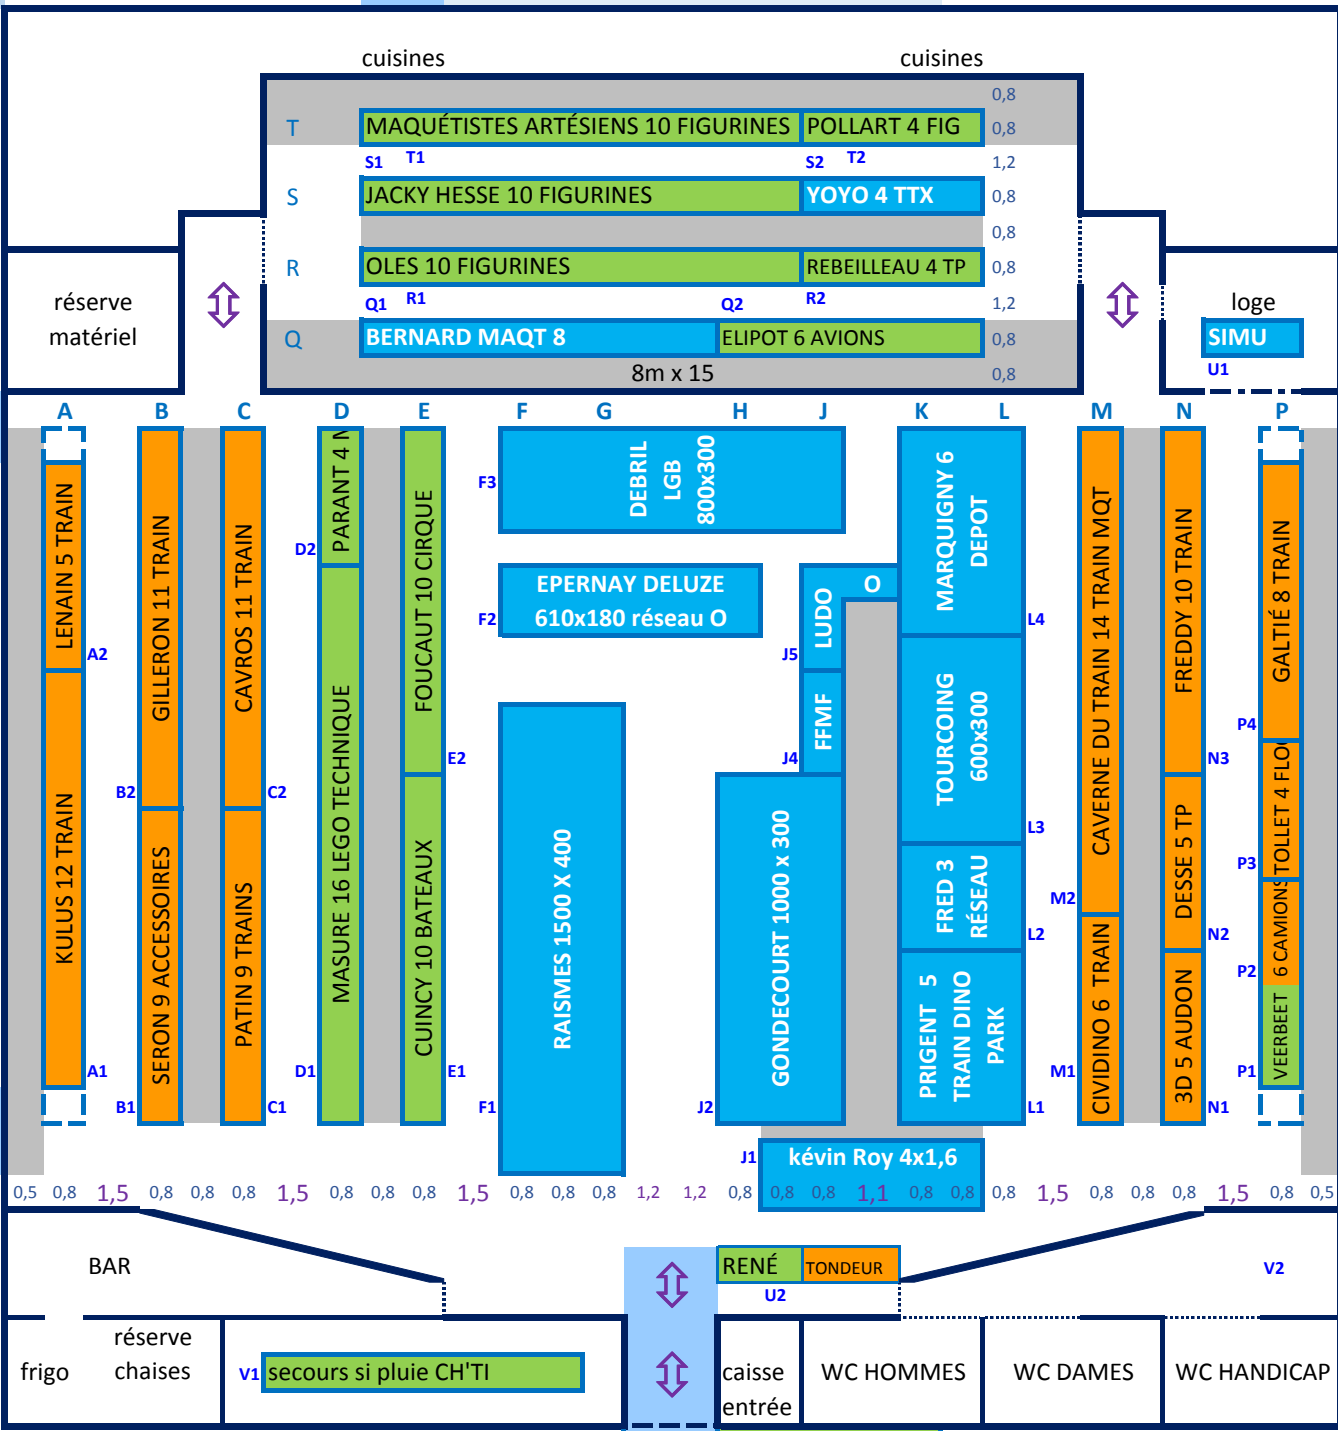 cuisines cuisines
0,8
T MAQUÉTISTES ARTÉSIENS 10 FIGURINES POLLART 4 FIG 0,8
S1 T1 S2 T2 1,2
S JACKY HESSE 10 FIGURINES YOYO 4 TTX 0,8
0,8
R OLES 10 FIGURINES REBEILLEAU 4 TP 0,8
Q1 R1 Q2 R2 1,2
Q BERNARD MAQT 8 ELIPOT 6 AVIONS 0,8
8m x 15 0,8
réserve
matériel
loge
SIMU
U1
A B C D E F G H J K L M N P
LENAIN 5 TRAIN
A2
KULUS 12 TRAIN
A1
GILLERON 11 TRAIN
B2
SERON 9 ACCESSOIRES
B1
CAVROS 11 TRAIN
C2
PATIN 9 TRAINS
C1
PARANT 4
D2
MASURE 16 LEGO TECHNIQUE
D1
FOUCAUT 10 CIRQUE
E2
CUINCY 10 BATEAUX
E1
F3
DEBRIL
LGB
800x300
F2
EPERNAY DELUZE
610x180 réseau O
RAISMES 1500 X 400
F1
LUDO
O
J5
FFMF
J4
GONDECOURT 1000 x 300
J2
J1
kévin Roy 4x1,6
MARQUIGNY 6
DEPOT
L4
TOURCOING
600x300
L3
FRED 3
RÉSEAU
L2
PRIGENT 5
TRAIN DINO
PARK
L1
CAVERNE DU TRAIN 14 TRAIN MQT
M2
CIVIDINO 6 TRAIN
M1
FREDDY 10 TRAIN
N3
DESSE 5 TP
N2
3D 5 AUDON
N1
GALTIÉ 8 TRAIN
P4
TOLLET 4 FLO
P3
6 CAMIONS
P2
VEERBEET
P1
0,5 0,8 1,5 0,8 0,8 0,8 1,5 0,8 0,8 0,8 1,5 0,8 0,8 0,8 1,2 1,2 0,8 0,8 0,8 1,1 0,8 0,8 0,8 1,5 0,8 0,8 0,8 1,5 0,8 0,5
BAR
RENÉ TONDEUR
U2
V2
frigo
réserve
chaises
V1 secours si pluie CH'TI
caisse
entrée
WC HOMMES
WC DAMES
WC HANDICAP